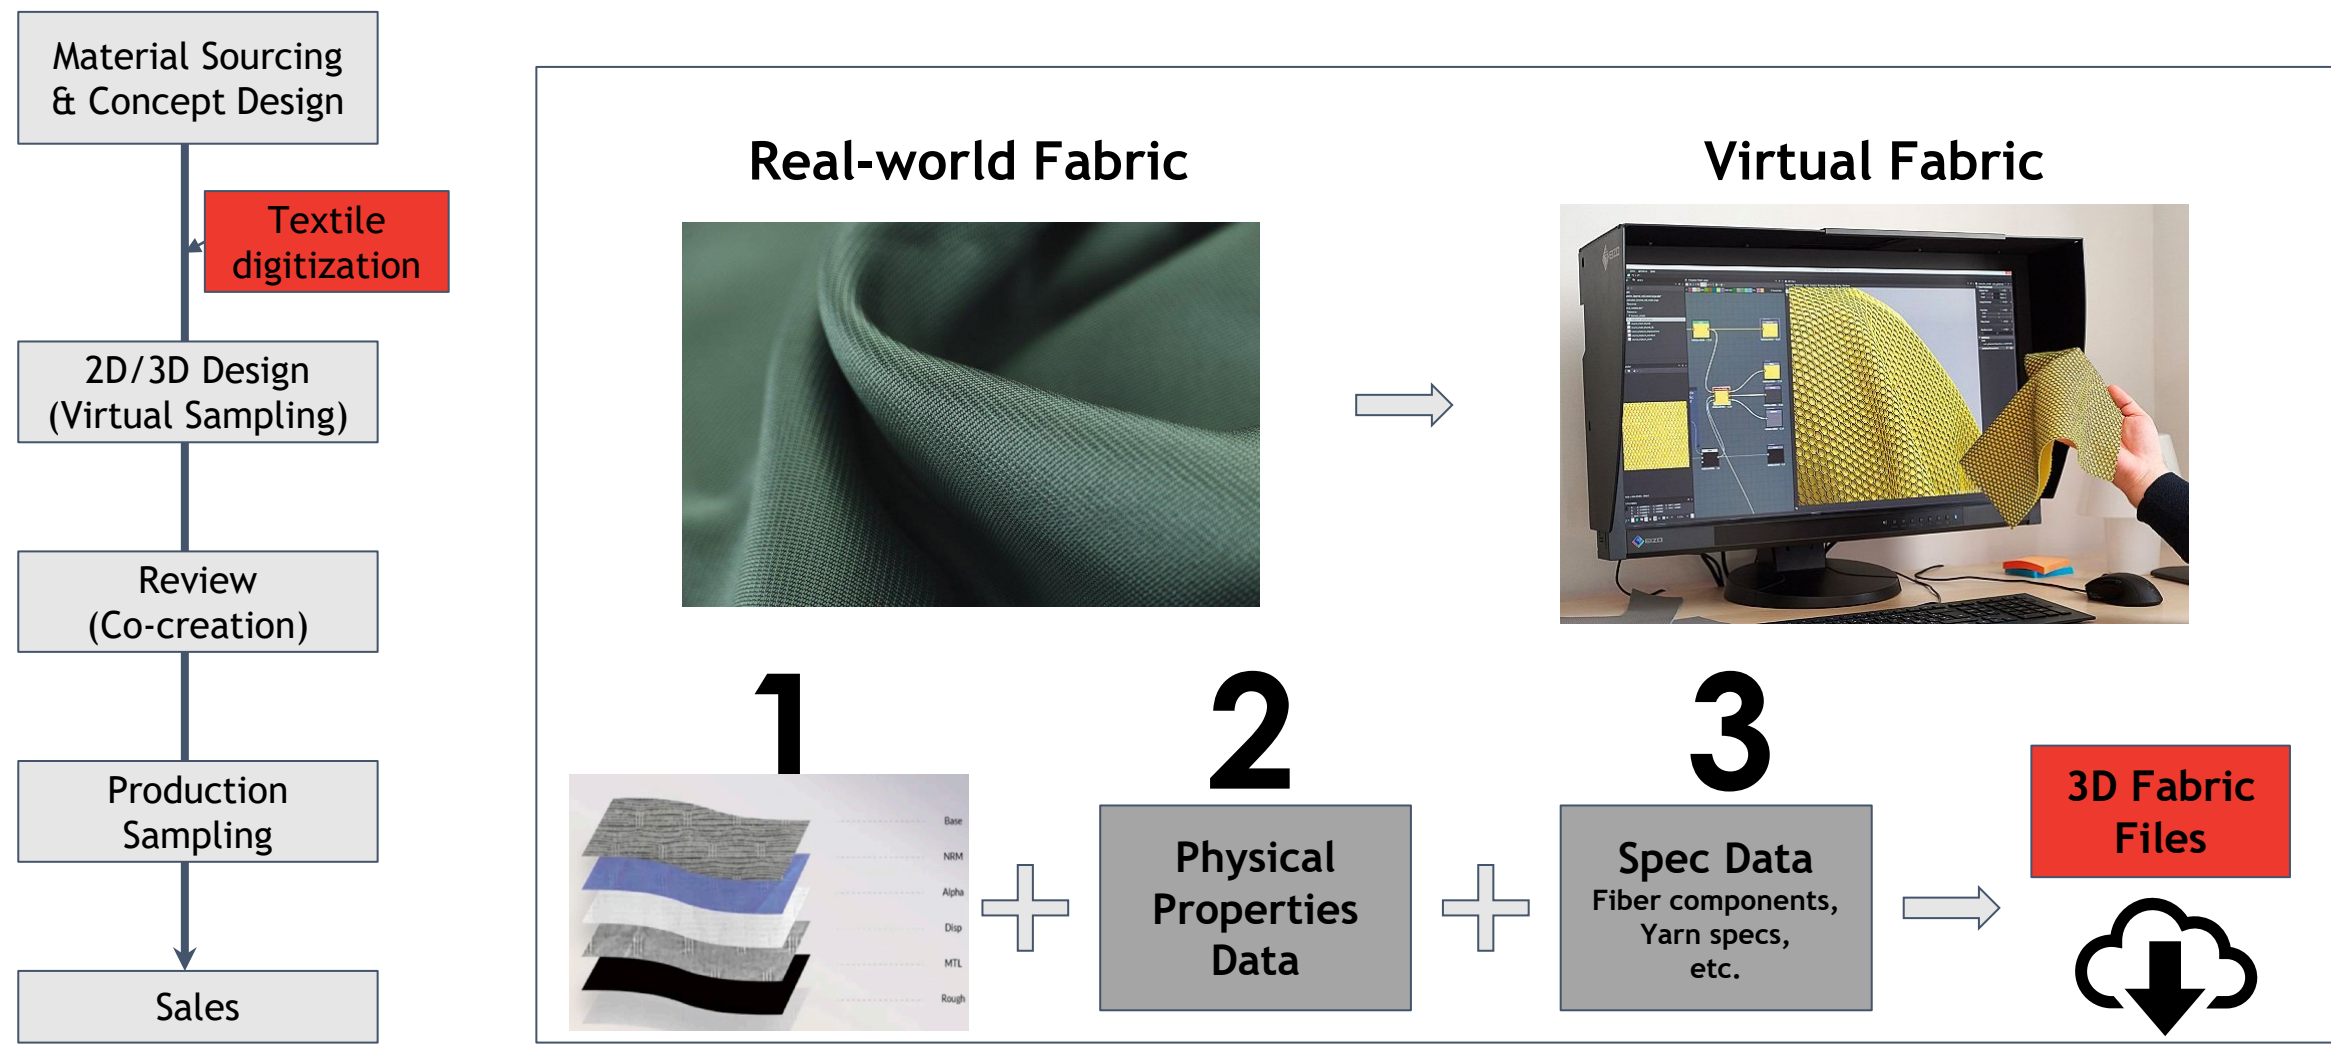 Material Sourcing
& Concept Design
Textile
digitization
2D/3D Design
(Virtual Sampling)
Review
(Co-creation)
Production
Sampling
Sales
Real-world Fabric
Virtual Fabric
EIZO
EIZO
1
2
3
Base
NRM
Alpha
Disp
MTL
Rough
Physical
Properties
Data
Spec Data
Fiber components,
Yarn specs,
etc.
3D Fabric
Files